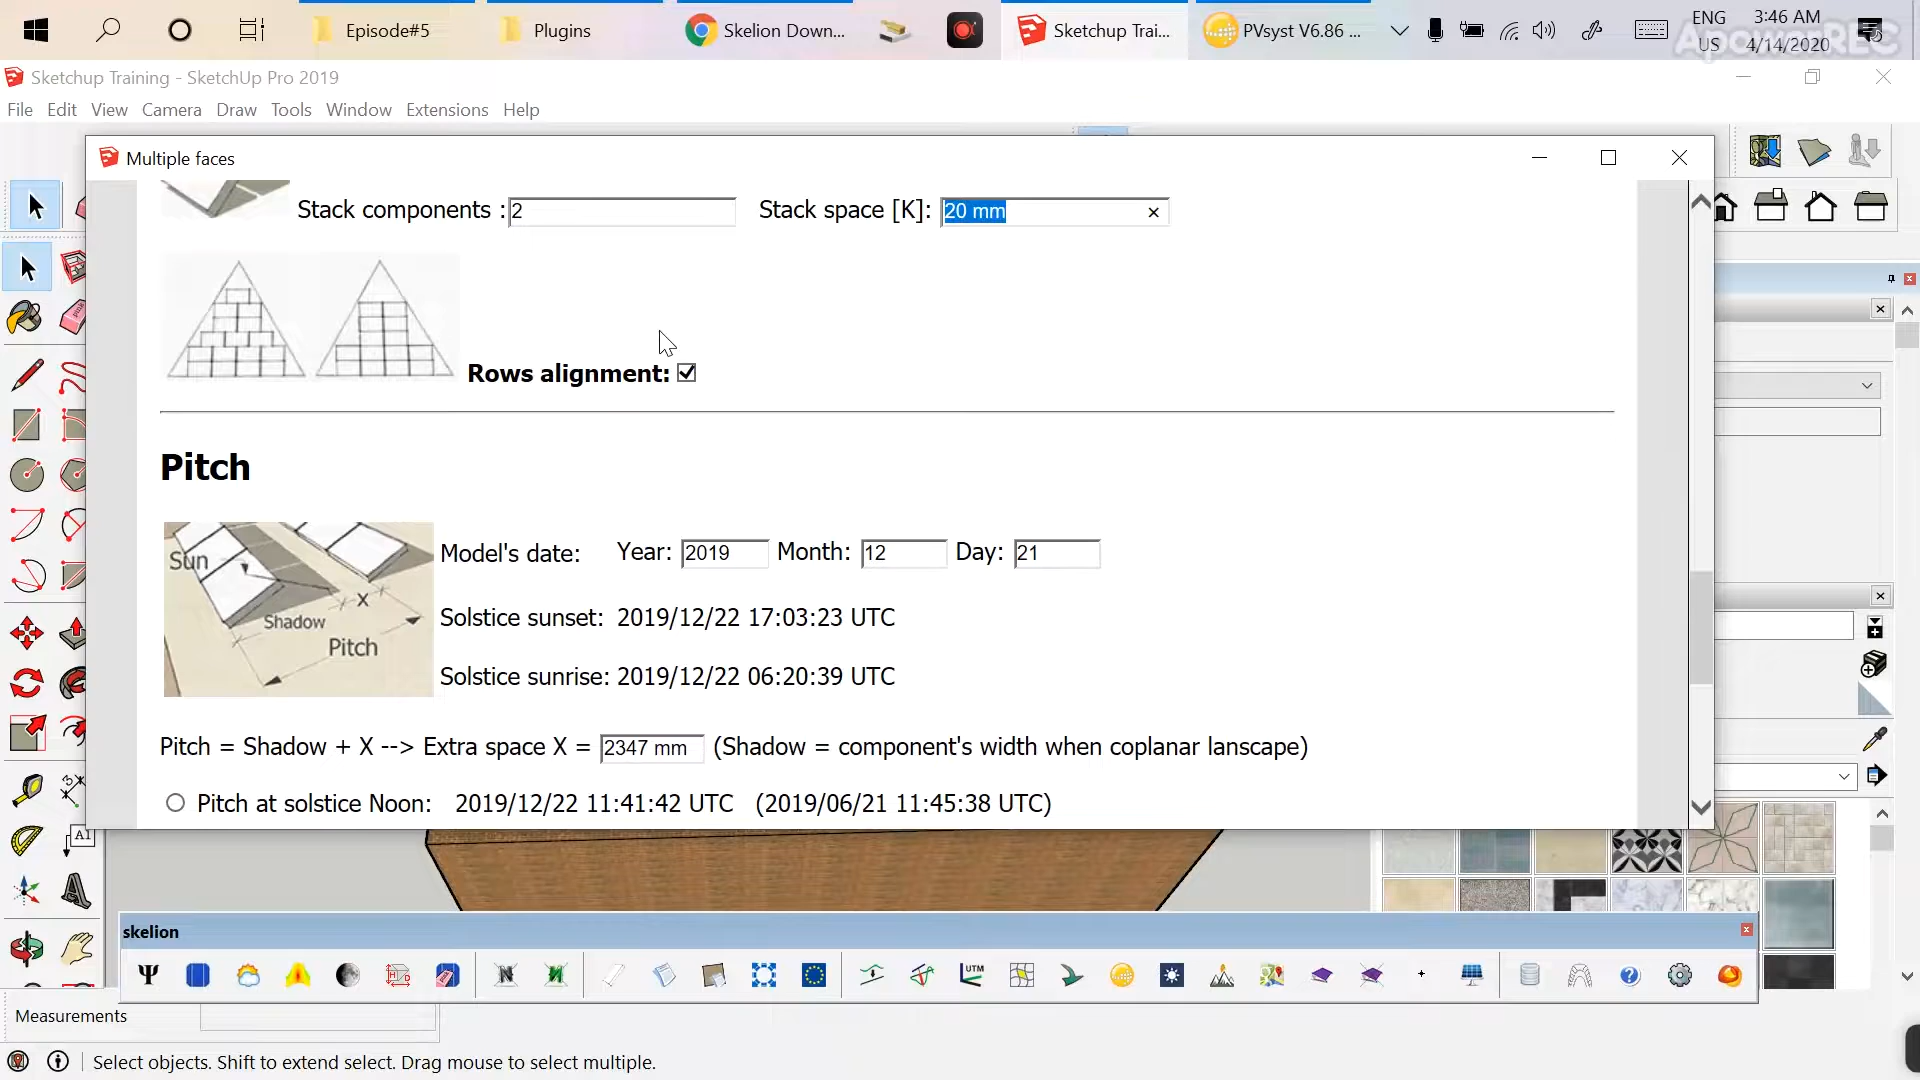 Episode#5
Plugins
Skelion Down...
Sketchup Trai...
PVsyst V6.86 ...
ENG
US
3:46 AM
4/14/2020
ApowerREC
Sketchup Training - SketchUp Pro 2019
File Edit View Camera Draw Tools Window Extensions Help
Multiple faces
Stack components : 2 Stack space [K]: 20 mm
Rows alignment:
Pitch
Sun
X
Shadow
Pitch
Model's date: Year: 2019 Month: 12 Day: 21
Solstice sunset: 2019/12/22 17:03:23 UTC
Solstice sunrise: 2019/12/22 06:20:39 UTC
Pitch = Shadow + X --> Extra space X = 2347 mm (Shadow = component's width when coplanar lanscape)
Pitch at solstice Noon: 2019/12/22 11:41:42 UTC (2019/06/21 11:45:38 UTC)
A1
skelion
UTM
Measurements
Select objects. Shift to extend select. Drag mouse to select multiple.